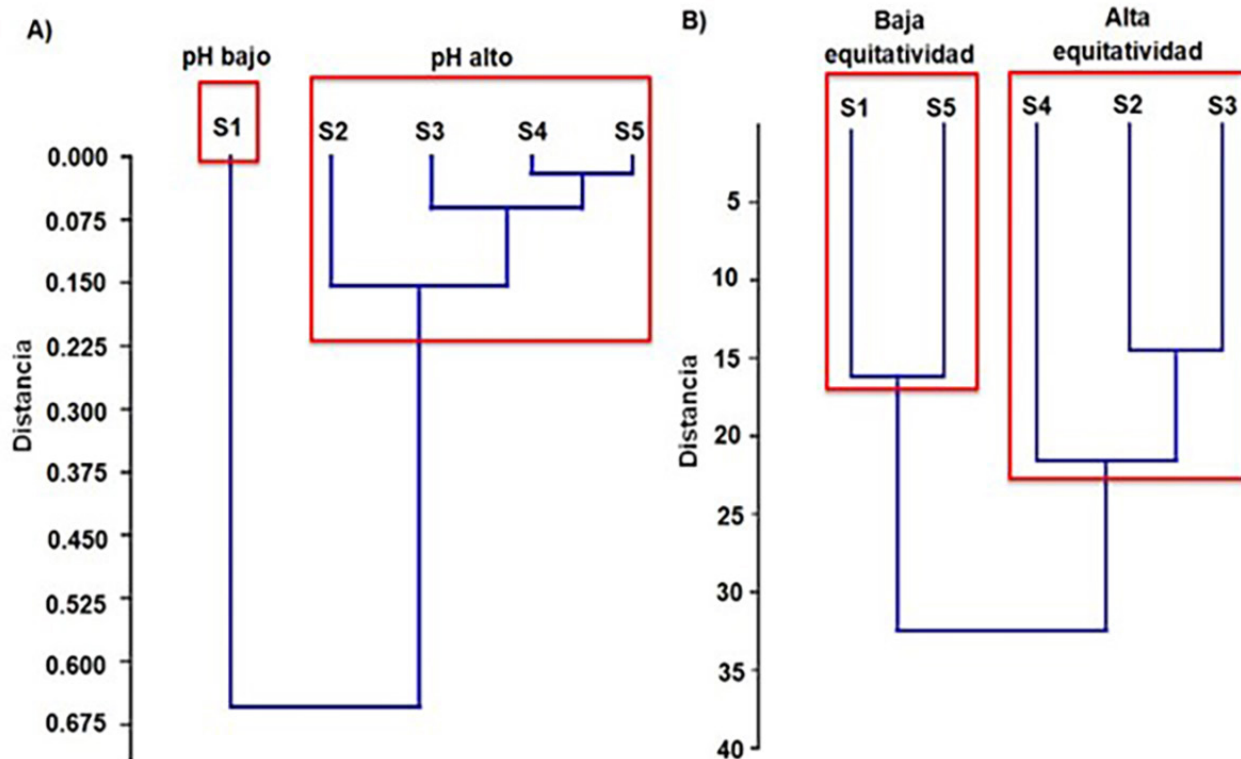 A)
pH bajo
pH alto
S1
S2
S3
S4
S5
0.000
0.075
0.150
0.225
0.300
0.375
0.450
0.525
0.600
0.675
Distancia
B)
Baja
equitatividad
Alta
equitatividad
S1
S5
S4
S2
S3
5
10
15
20
25
30
35
40
Distancia